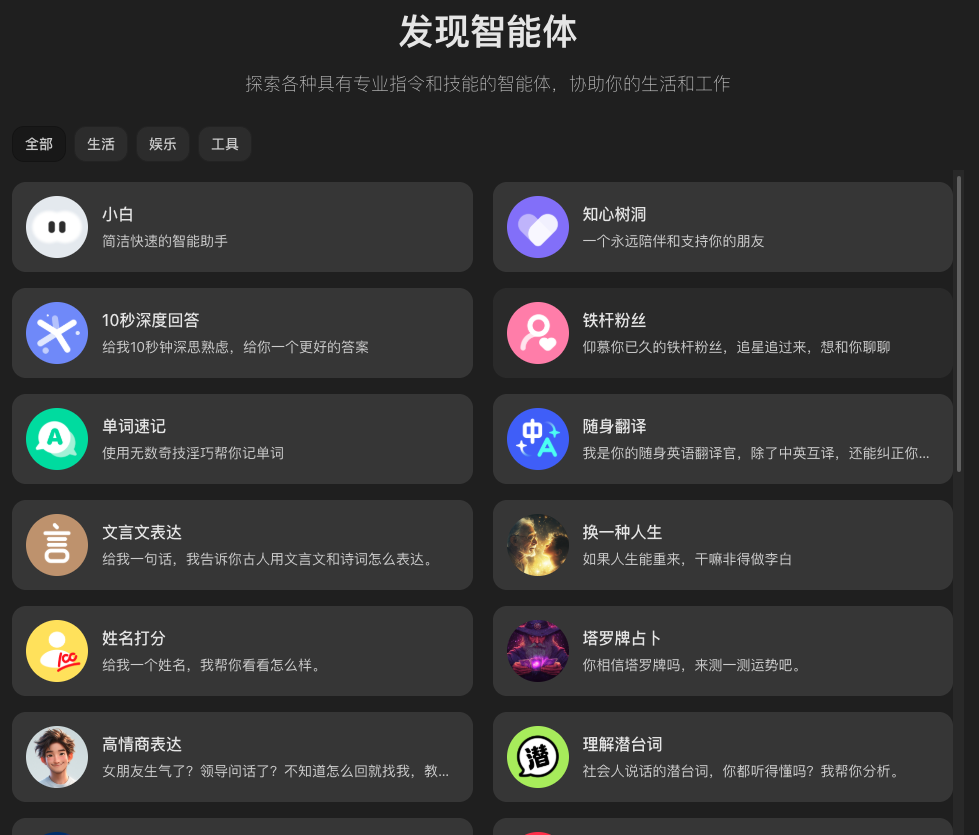 发现智能体
探索各种具有专业指令和技能的智能体，协助你的生活和工作
全部
生活
娱乐
工具
小白
简洁快速的智能助手
知心树洞
一个永远陪伴和支持你的朋友
10秒深度回答
给我10秒钟深思熟虑，给你一个更好的答案
铁杆粉丝
仰慕你已久的铁杆粉丝，追星追过来，想和你聊聊
A
单词速记
使用无数奇技淫巧帮你记单词
中A
随身翻译
我是你的随身英语翻译官，除了中英互译，还能纠正你...
言
文言文表达
给我一句话，我告诉你古人用文言文和诗词怎么表达。
换一种人生
如果人生能重来，干嘛非得做李白
100
姓名打分
给我一个姓名，我帮你看看怎么样。
塔罗牌占卜
你相信塔罗牌吗，来测一测运势吧。
高情商表达
女朋友生气了？领导问话了？不知道怎么回就找我，教...
潜
理解潜台词
社会人说话的潜台词，你都听得懂吗？我帮你分析。